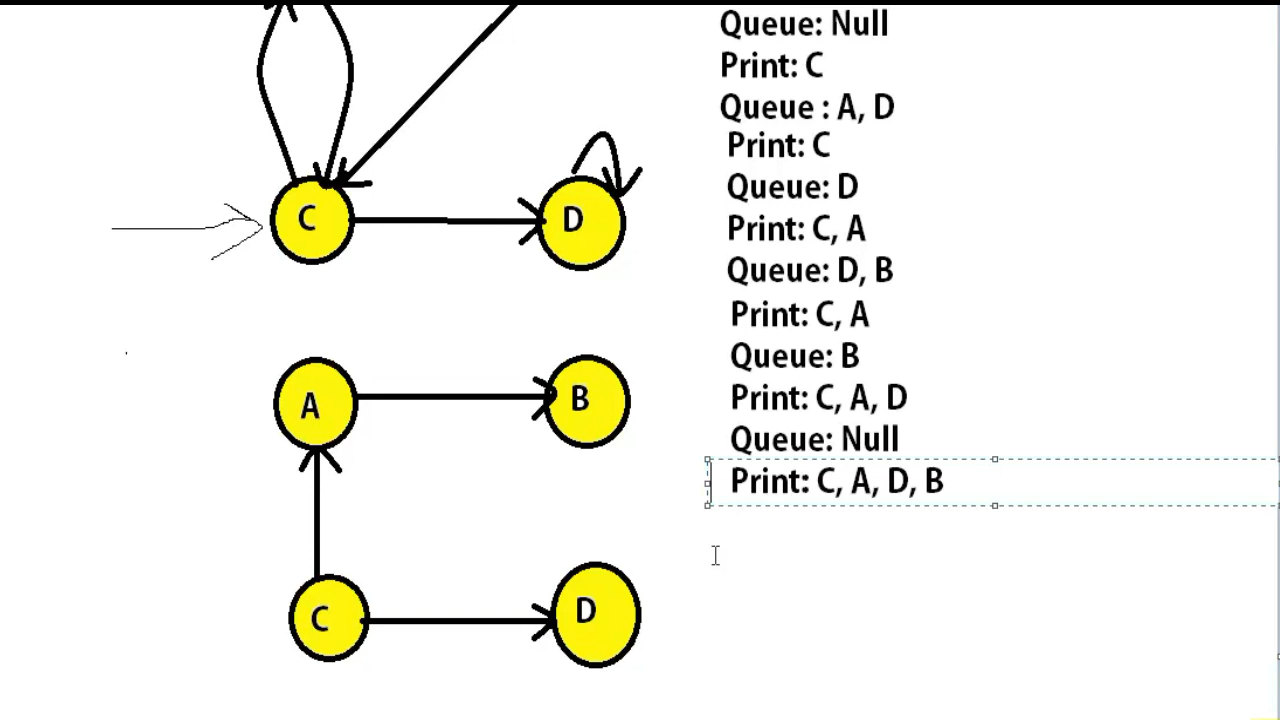 Queue: Null
Print: C
Queue : A, D
Print: C
Queue: D
Print: C, A
Queue: D, B
Print: C, A
Queue: B
Print: C, A, D
Queue: Null
Print: C, A, D, B
C
D
A
B
C
D